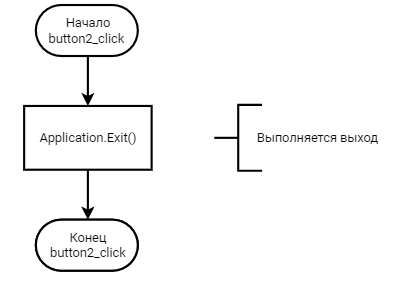 Начало
button2_click
Application.Exit()
Выполняется выход
Конец
button2_click